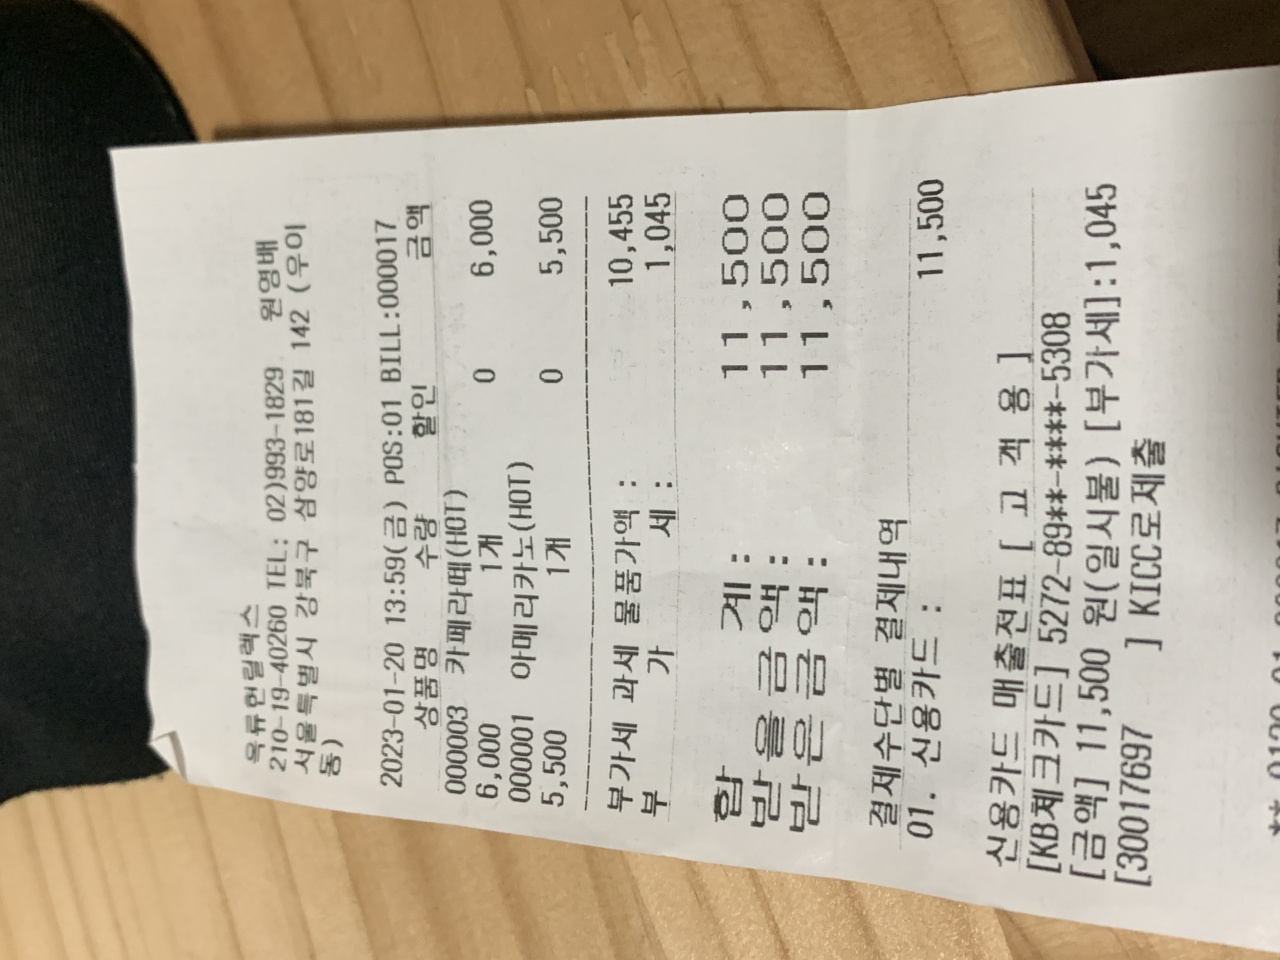 옥류헌릴렉스
210-19-40260 TEL: 02)993-1829 원영배
서울특별시 강북구 삼양로181길 142 (우이
동)
2023-01-20 13:59(금) POS:01 BILL:000017
상품명 수량 할인 금액
000003 카페라떼(HOT)
6,000 1개 0 6,000
000001 아메리카노(HOT)
5,500 1개 0 5,500
부가세 과세 물품가액 : 10,455
부 가 세 : 1,045
합 계 : 11,500
받을금액 : 11,500
받은금액 : 11,500
결제수단별 결제내역
01. 신용카드 : 11,500
신용카드 매출전표 [ 고 객 용 ]
[KB체크카드] 5272-89**-****-5308
[금액] 11,500 원(일시불) [부가세]:1,045
[30017697 ] KICC로제출